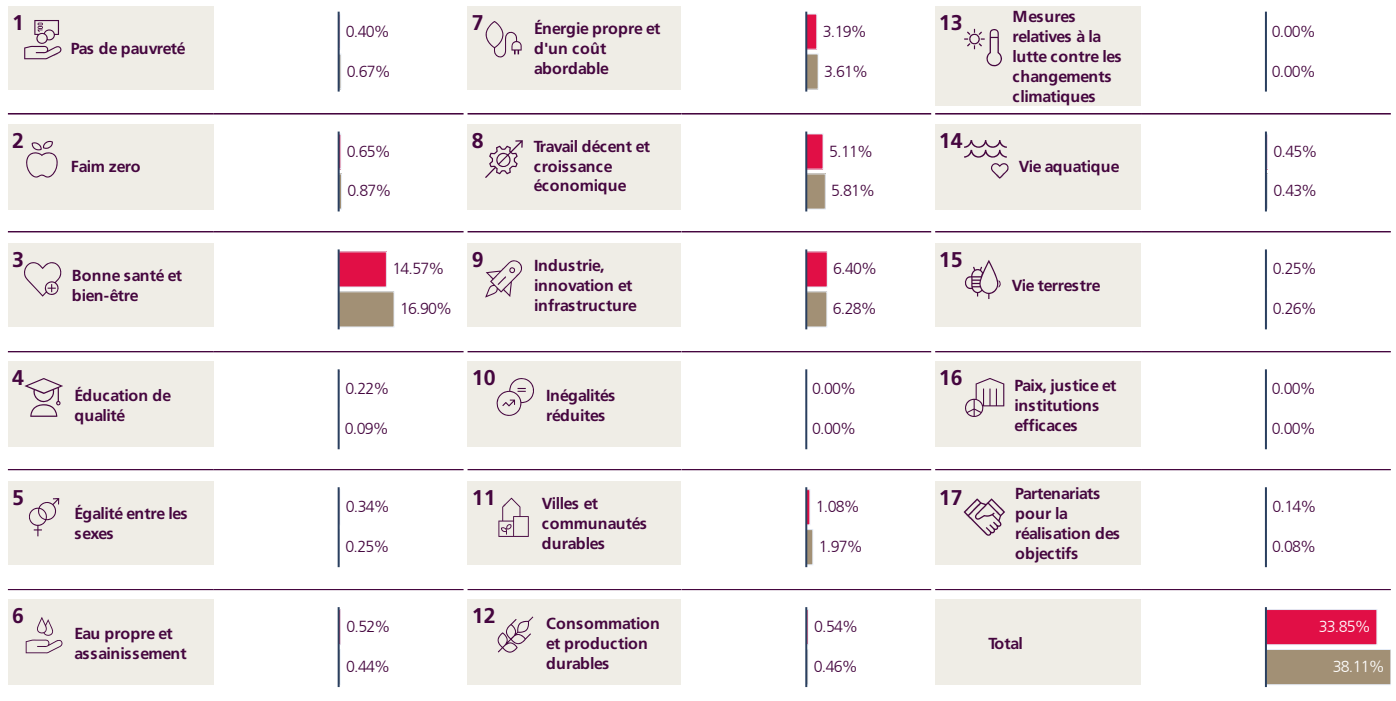 1
Pas de pauvreté
0.40%
0.67%
2
Faim zero
0.65%
0.87%
3
Bonne santé et
bien-être
14.57%
16.90%
4
Éducation de
qualité
0.22%
0.09%
5
Égalité entre les
sexes
0.34%
0.25%
6
Eau propre et
assainissement
0.52%
0.44%
7
Énergie propre et
d'un coût
abordable
3.19%
3.61%
8
Travail décent et
croissance
économique
5.11%
5.81%
9
Industrie,
innovation et
infrastructure
6.40%
6.28%
10
Inégalités
réduites
0.00%
0.00%
11
Villes et
communautés
durables
1.08%
1.97%
12
Consommation
et production
durables
0.54%
0.46%
13
Mesures
relatives à la
lutte contre les
changements
climatiques
0.00%
0.00%
14
Vie aquatique
0.45%
0.43%
15
Vie terrestre
0.25%
0.26%
16
Paix, justice et
institutions
efficaces
0.00%
0.00%
17
Partenariats
pour la
réalisation des
objectifs
0.14%
0.08%
Total
33.85%
38.11%